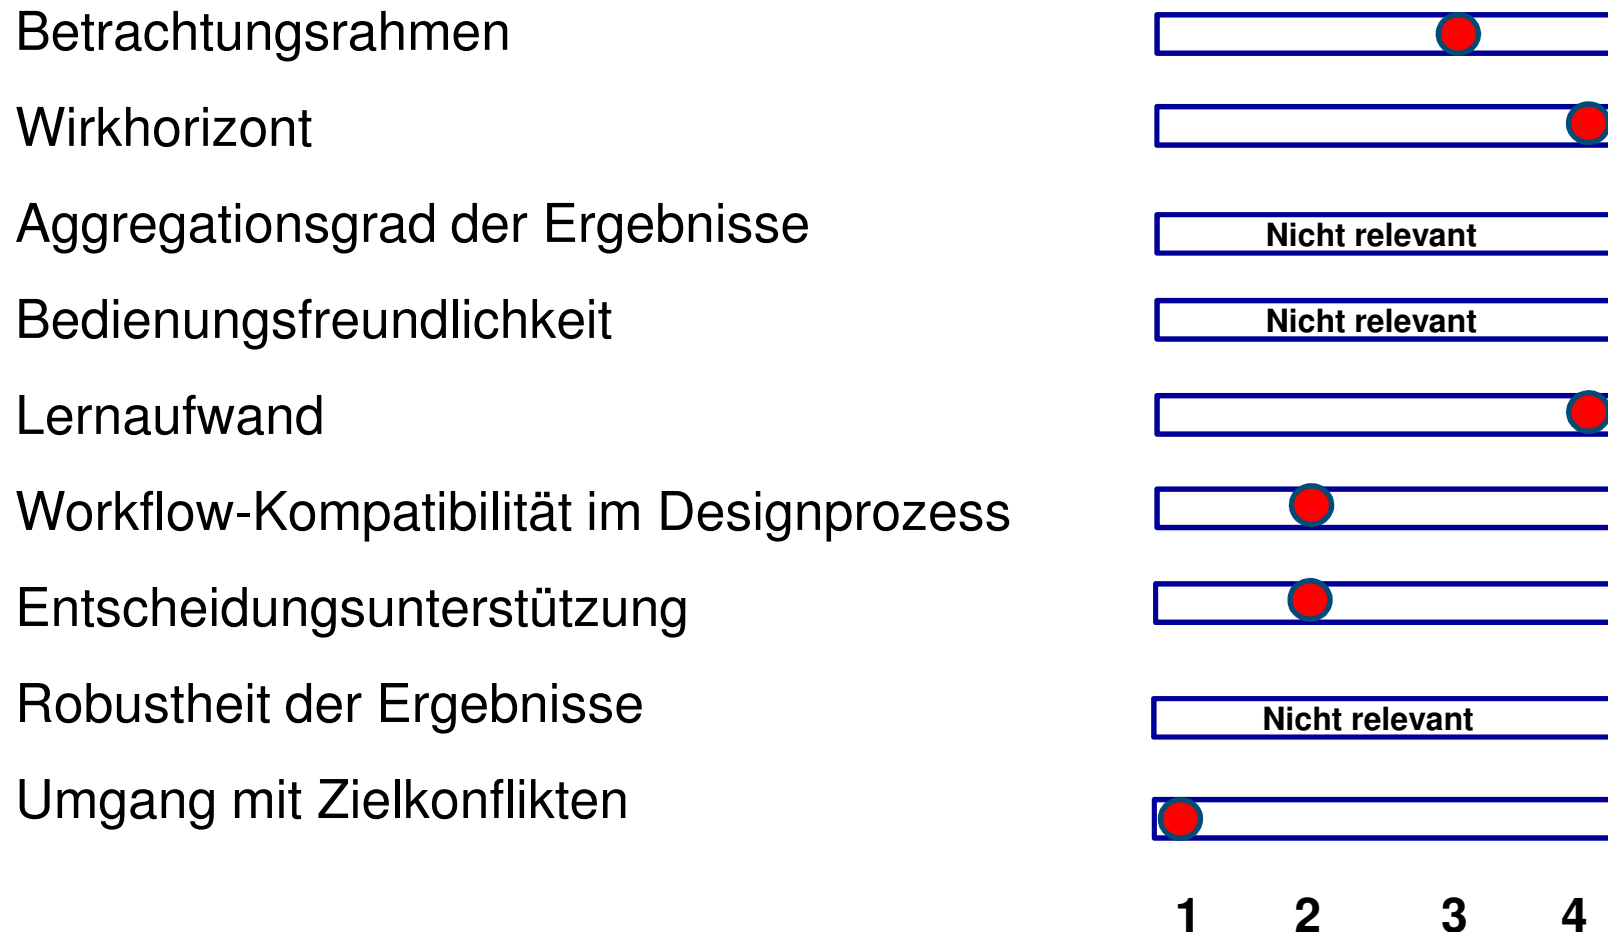 Betrachtungsrahmen
Wirkhorizont
Aggregationsgrad der Ergebnisse
Nicht relevant
Bedienungsfreundlichkeit
Nicht relevant
Lernaufwand
Workflow-Kompatibilität im Designprozess
Entscheidungsunterstützung
Robustheit der Ergebnisse
Nicht relevant
Umgang mit Zielkonflikten
1 2 3 4